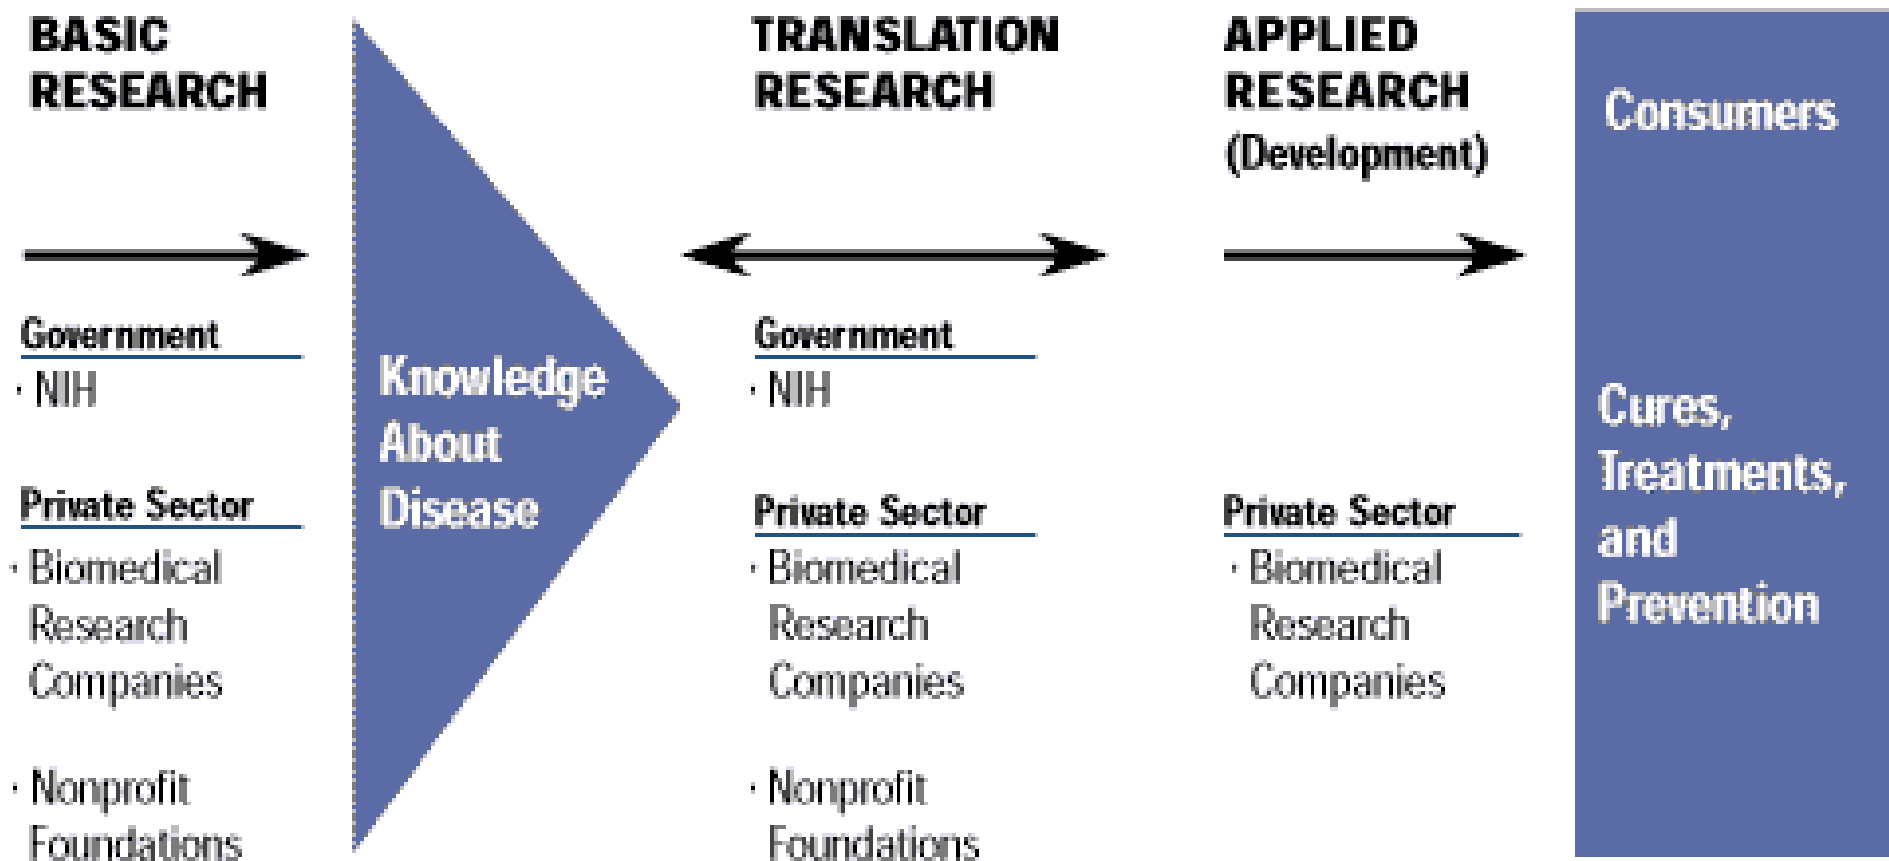 BASIC
RESEARCH
Government
· NIH
Private Sector
· Biomedical
Research
Companies
· Nonprofit
Foundations
Knowledge
About
Disease
TRANSLATION
RESEARCH
Government
· NIH
Private Sector
· Biomedical
Research
Companies
· Nonprofit
Foundations
APPLIED
RESEARCH
(Development)
Private Sector
· Biomedical
Research
Companies
Consumers
Cures,
Treatments,
and
Prevention